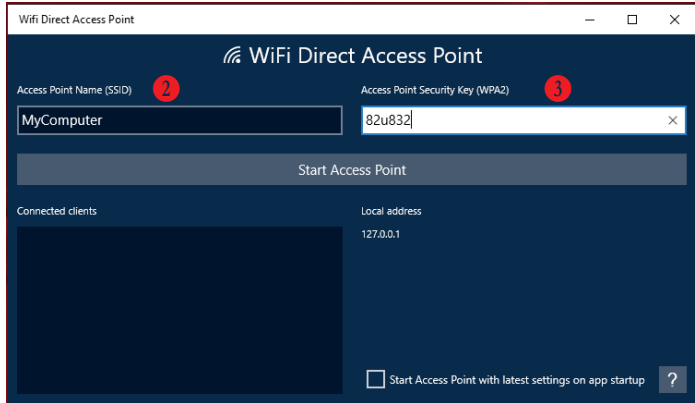 Wifi Direct Access Point
WiFi Direct Access Point
Access Point Name (SSID)
2
Access Point Security Key (WPA2)
3
MyComputer
82u832
Start Access Point
Connected clients
Local address
127.0.0.1
Start Access Point with latest settings on app startup
?